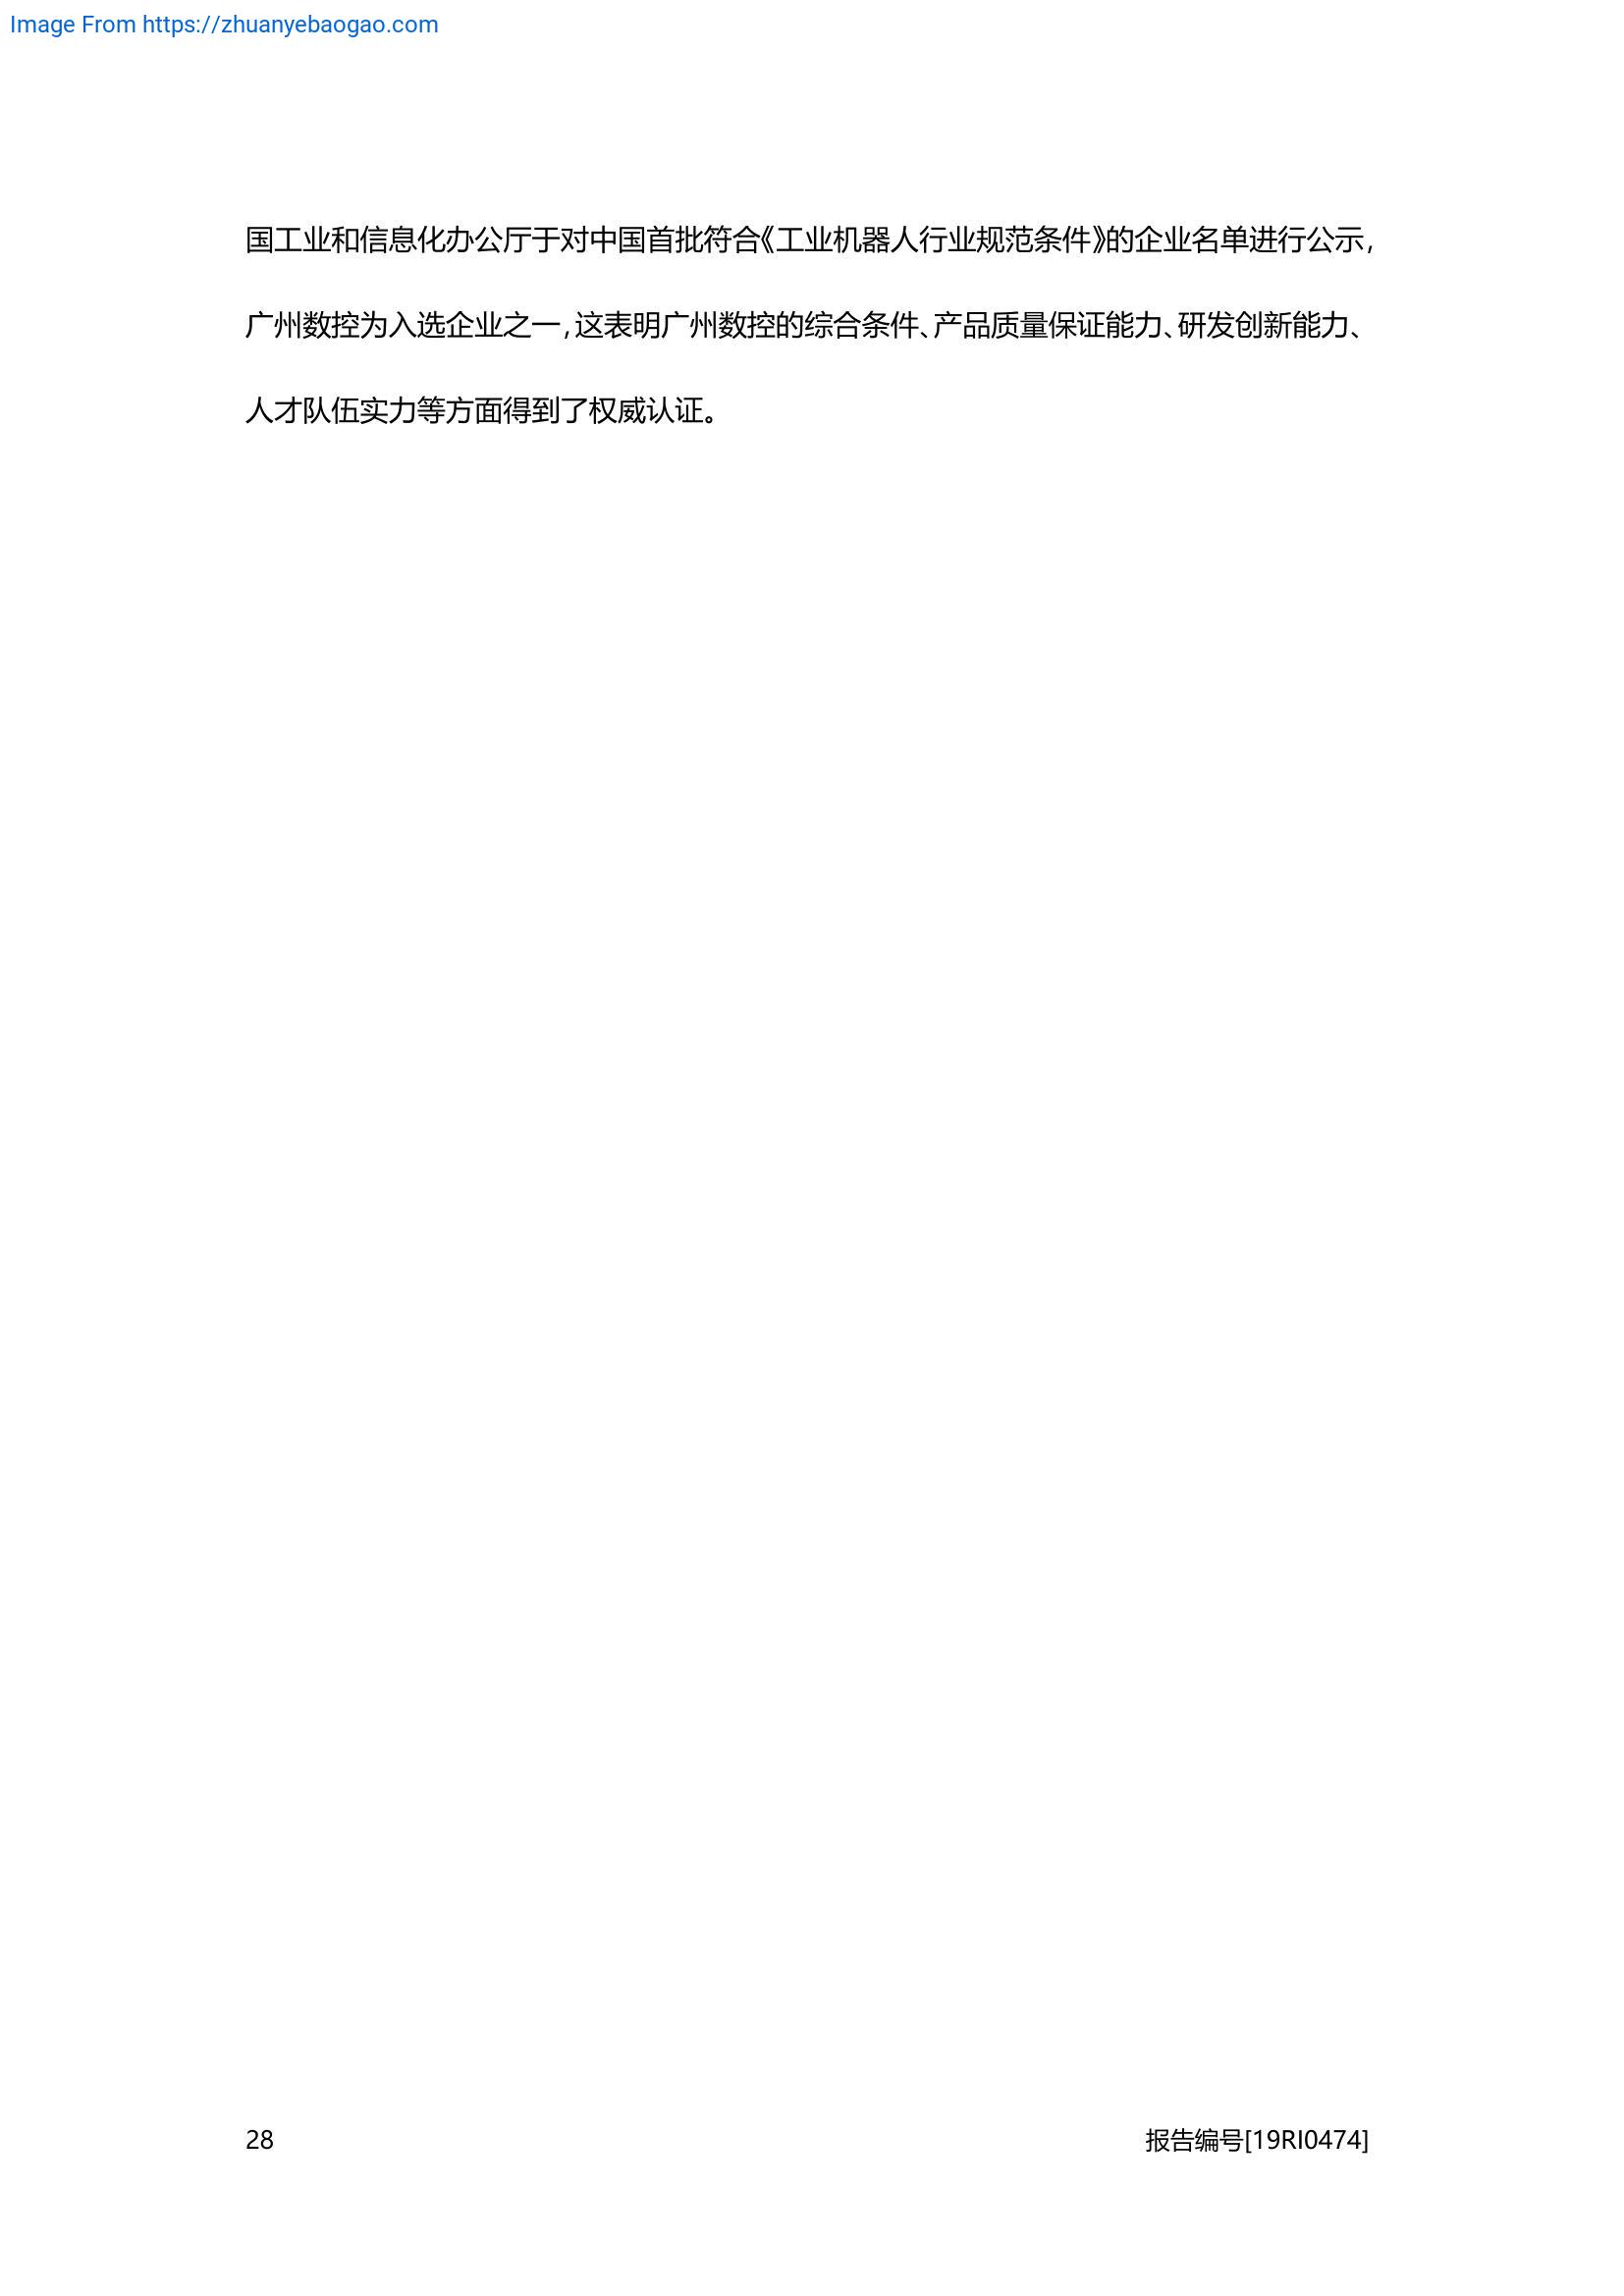 Image From https://zhuanyebaogao.com
国工业和信息化办公厅于对中国首批符合《工业机器人行业规范条件》的企业名单进行公示，
广州数控为入选企业之一，这表明广州数控的综合条件、产品质量保证能力、研发创新能力、
人才队伍实力等方面得到了权威认证。
28
报告编号[19RI0474]